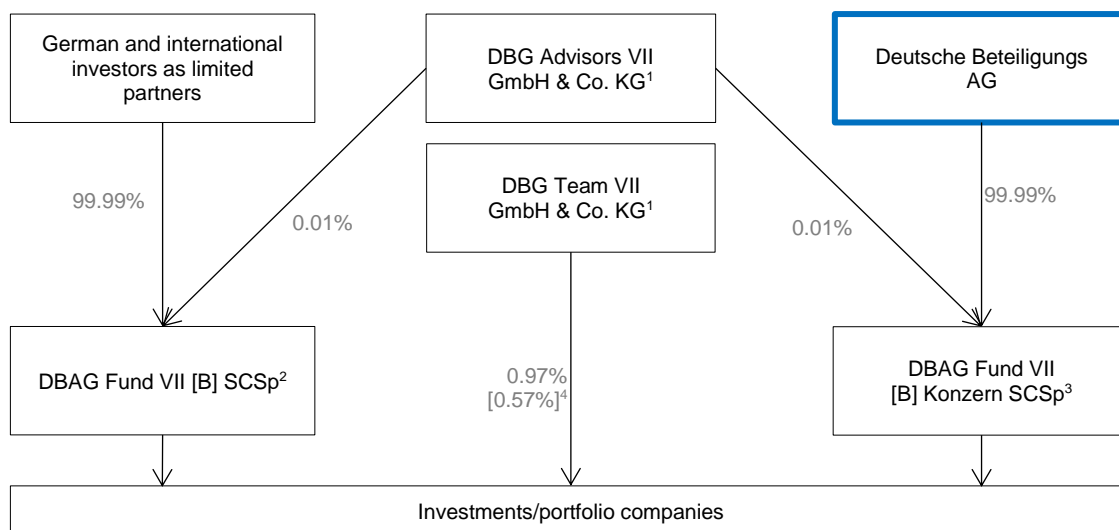 German and international
investors as limited
partners
DBG Advisors VII
GmbH & Co. KG¹
Deutsche Beteiligungs
AG
DBG Team VII
GmbH & Co. KG¹
99.99%
0.01%
0.01%
99.99%
DBAG Fund VII [B] SCSp²
0.97%
[0.57%]⁴
DBAG Fund VII
[B] Konzern SCSp³
Investments/portfolio companies